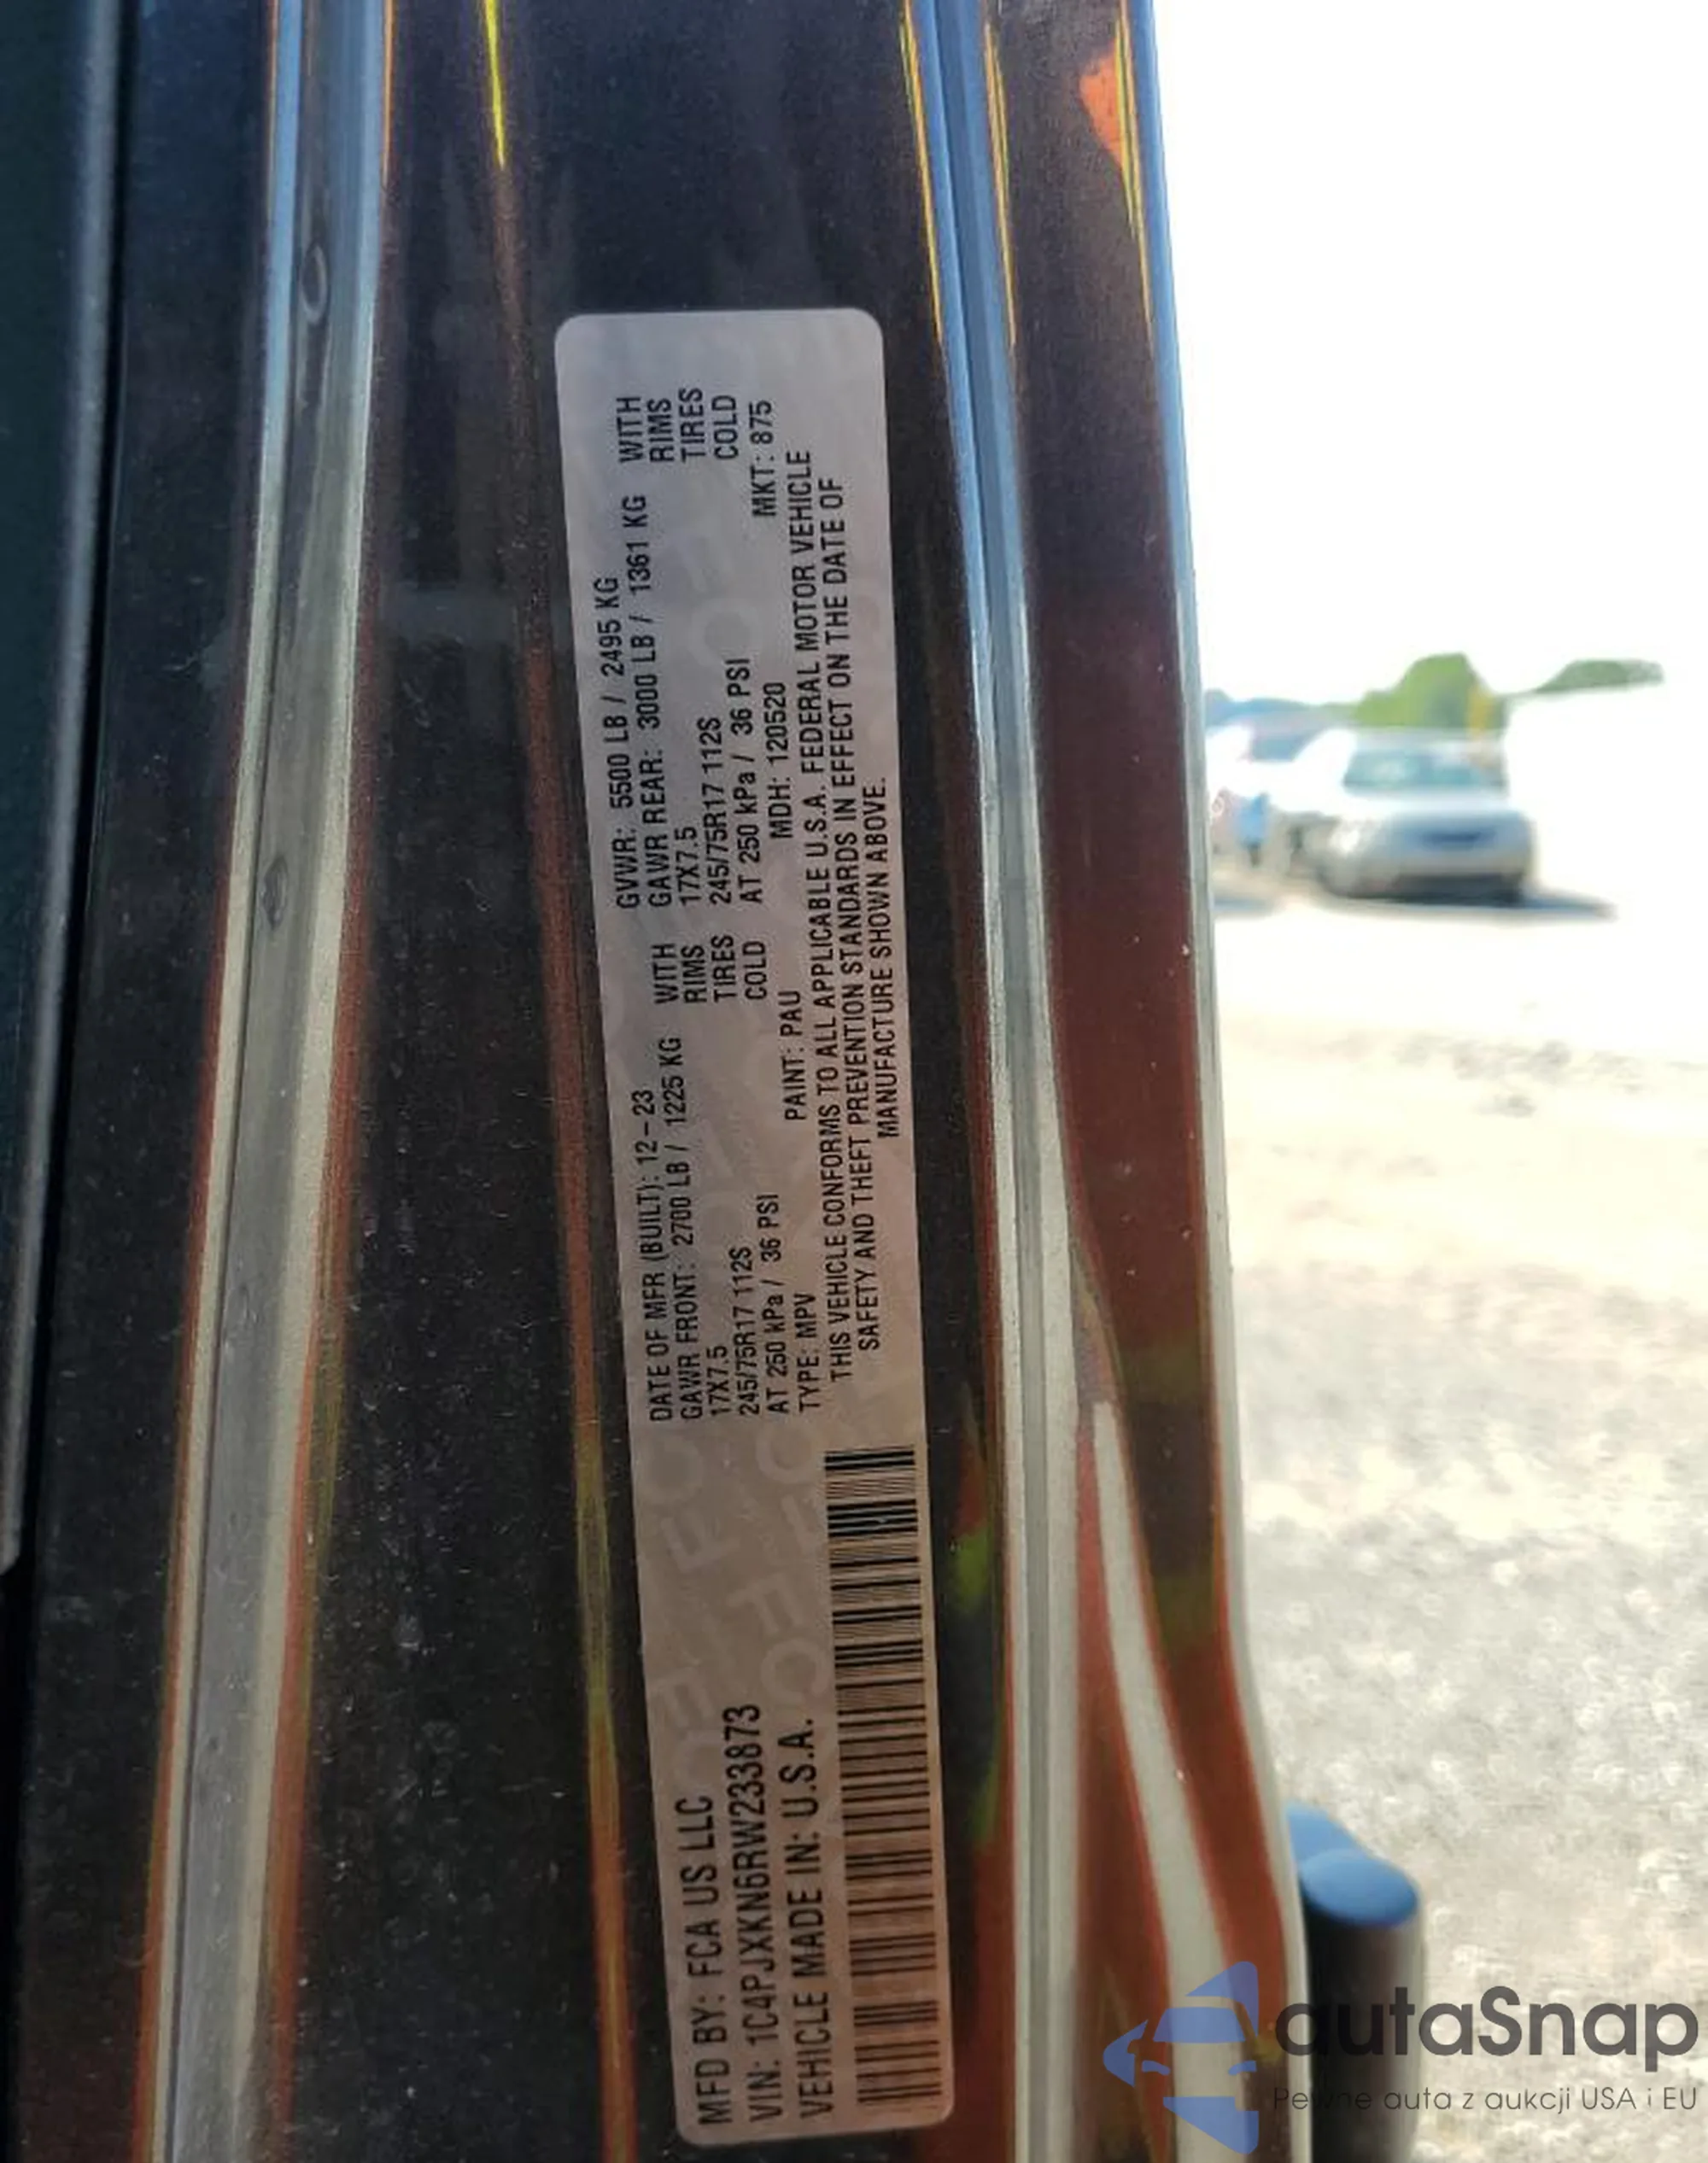 MFD BY: FCA US LLC
VIN: 1C4PJXKN6RW233873
VEHICLE MADE IN: U.S.A.
DATE OF MFR (BUILT): 12-23
GAWR FRONT: 2700 LB / 1225 KG WITH
17X7.5 RIMS
245/75R17 112S TIRES
AT 250 kPa / 36 PSI COLD
GVWR: 5500 LB / 2495 KG
GAWR REAR: 3000 LB / 1361 KG WITH
17X7.5 RIMS
245/75R17 112S TIRES
AT 250 kPa / 36 PSI COLD
TYPE: MPV PAINT: PAU MDH: 120520 MKT: 875
THIS VEHICLE CONFORMS TO ALL APPLICABLE U.S.A. FEDERAL MOTOR VEHICLE
SAFETY AND THEFT PREVENTION STANDARDS IN EFFECT ON THE DATE OF
MANUFACTURE SHOWN ABOVE.
autaSnap
Pewne auta z aukcji USA i EU